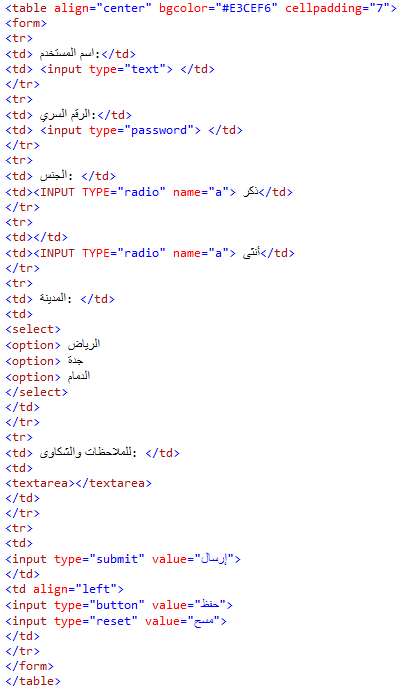 <table align="center" bgcolor="#E3CEF6" cellpadding="7">
<form>
<tr>
<td> اسم المستخدم:</td>
<td> <input type="text"> </td>
</tr>
<tr>
<td> الرقم السري:</td>
<td> <input type="password"> </td>
</tr>
<tr>
<td> الجنس: </td>
<td><INPUT TYPE="radio" name="a"> ذكر</td>
</tr>
<tr>
<td></td>
<td><INPUT TYPE="radio" name="a"> أنثى</td>
</tr>
<tr>
<td> المدينة: </td>
<td>
<select>
<option> الرياض
<option> جدة
<option> الدمام
</select>
</td>
</tr>
<tr>
<td> للملاحظات والشكاوى: </td>
<td>
<textarea></textarea>
</td>
</tr>
<tr>
<td>
<input type="submit" value="إرسال">
</td>
<td align="left">
<input type="button" value="حفظ">
<input type="reset" value="مسح">
</td>
</tr>
</form>
</table>